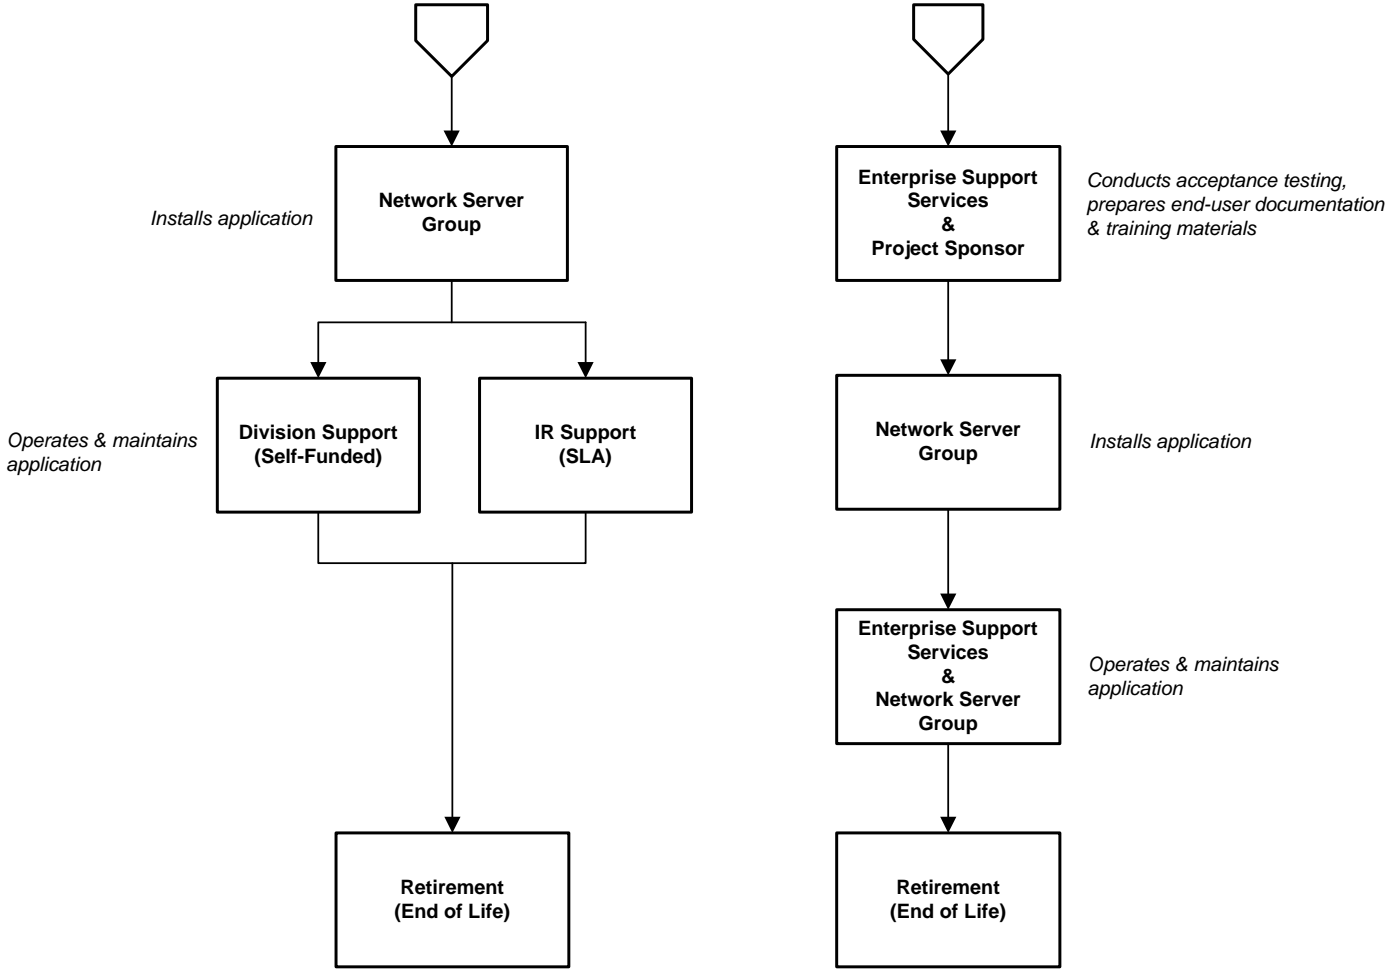 Installs application
Network Server
Group
Operates & maintains
application
Division Support
(Self-Funded)
IR Support
(SLA)
Retirement
(End of Life)
Enterprise Support
Services
&
Project Sponsor
Conducts acceptance testing,
prepares end-user documentation
& training materials
Network Server
Group
Installs application
Enterprise Support
Services
&
Network Server
Group
Operates & maintains
application
Retirement
(End of Life)